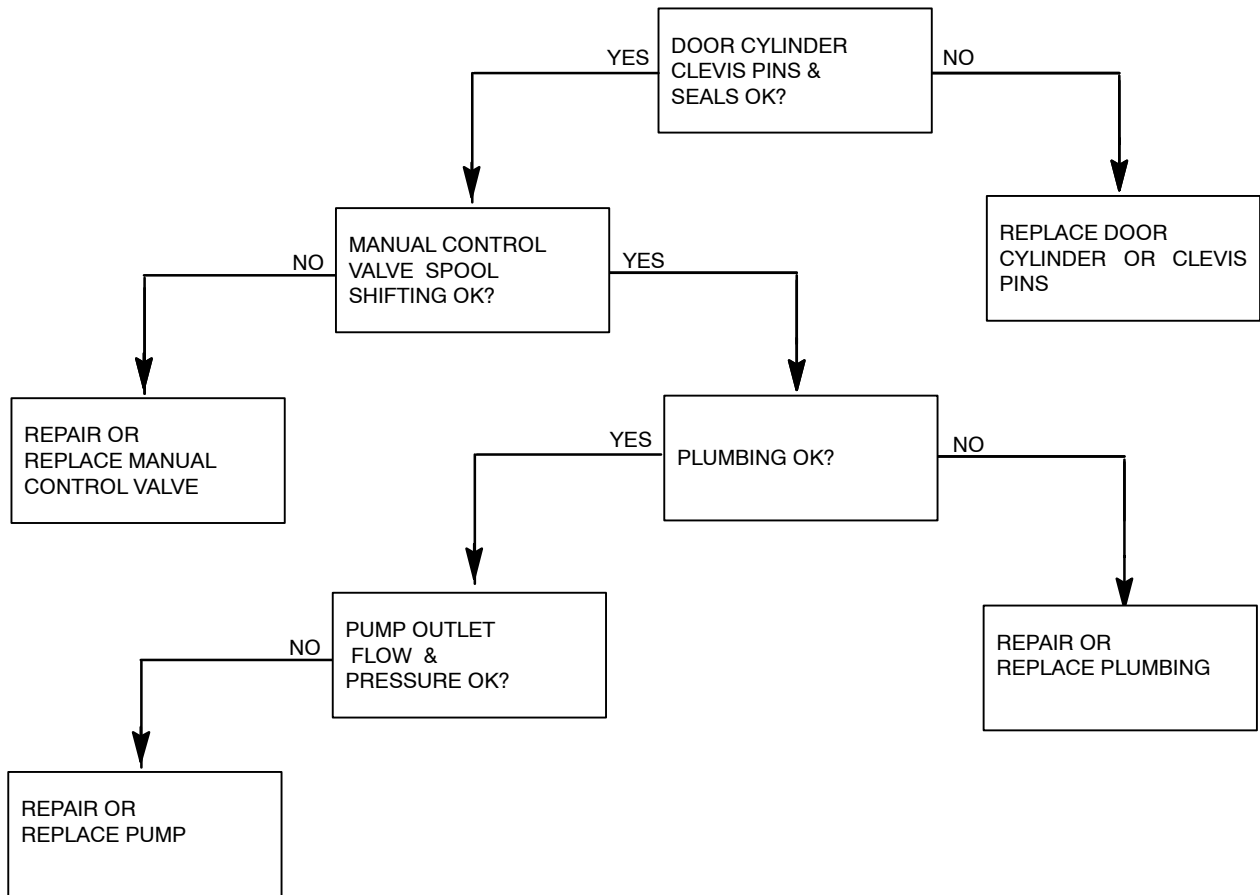 DOOR CYLINDER
CLEVIS PINS &
SEALS OK?
YES
NO
MANUAL CONTROL
VALVE SPOOL
SHIFTING OK?
NO
YES
REPLACE DOOR
CYLINDER OR CLEVIS
PINS
REPAIR OR
REPLACE MANUAL
CONTROL VALVE
PLUMBING OK?
YES
NO
PUMP OUTLET
FLOW &
PRESSURE OK?
NO
REPAIR OR
REPLACE PLUMBING
REPAIR OR
REPLACE PUMP